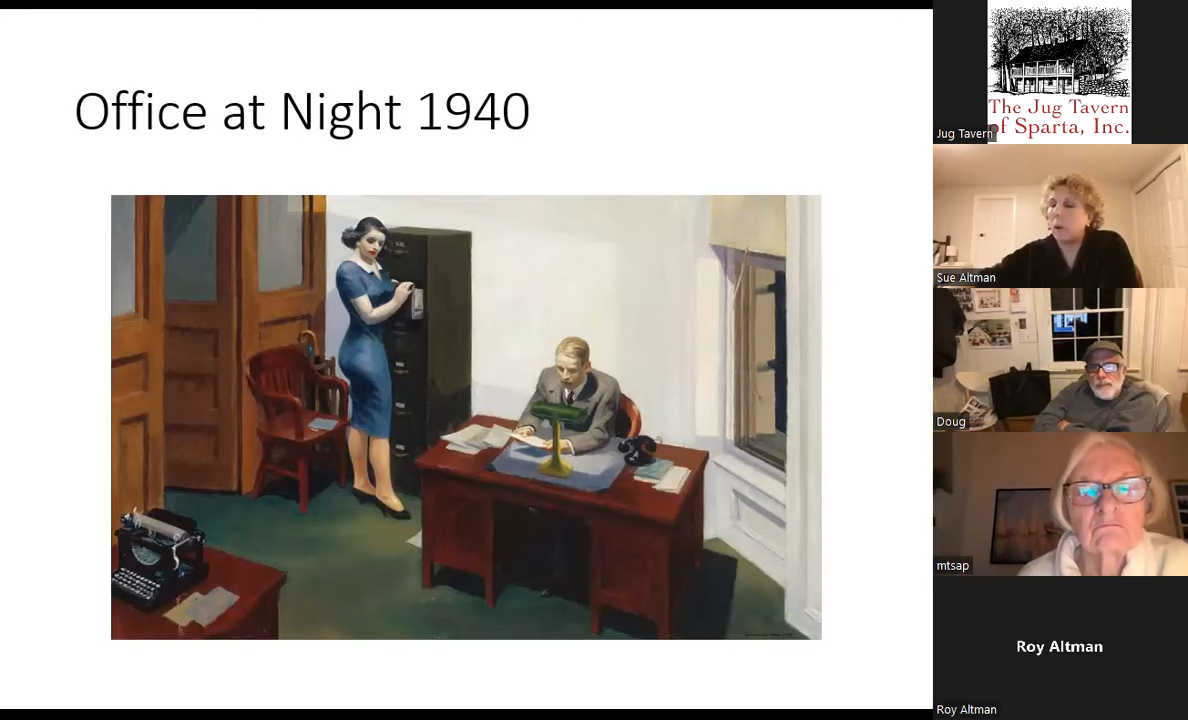 Office at Night 1940
The Jug Tavern
of Sparta, Inc.
Jug Tavern
Sue Altman
Doug
mtsap
Roy Altman
Roy Altman